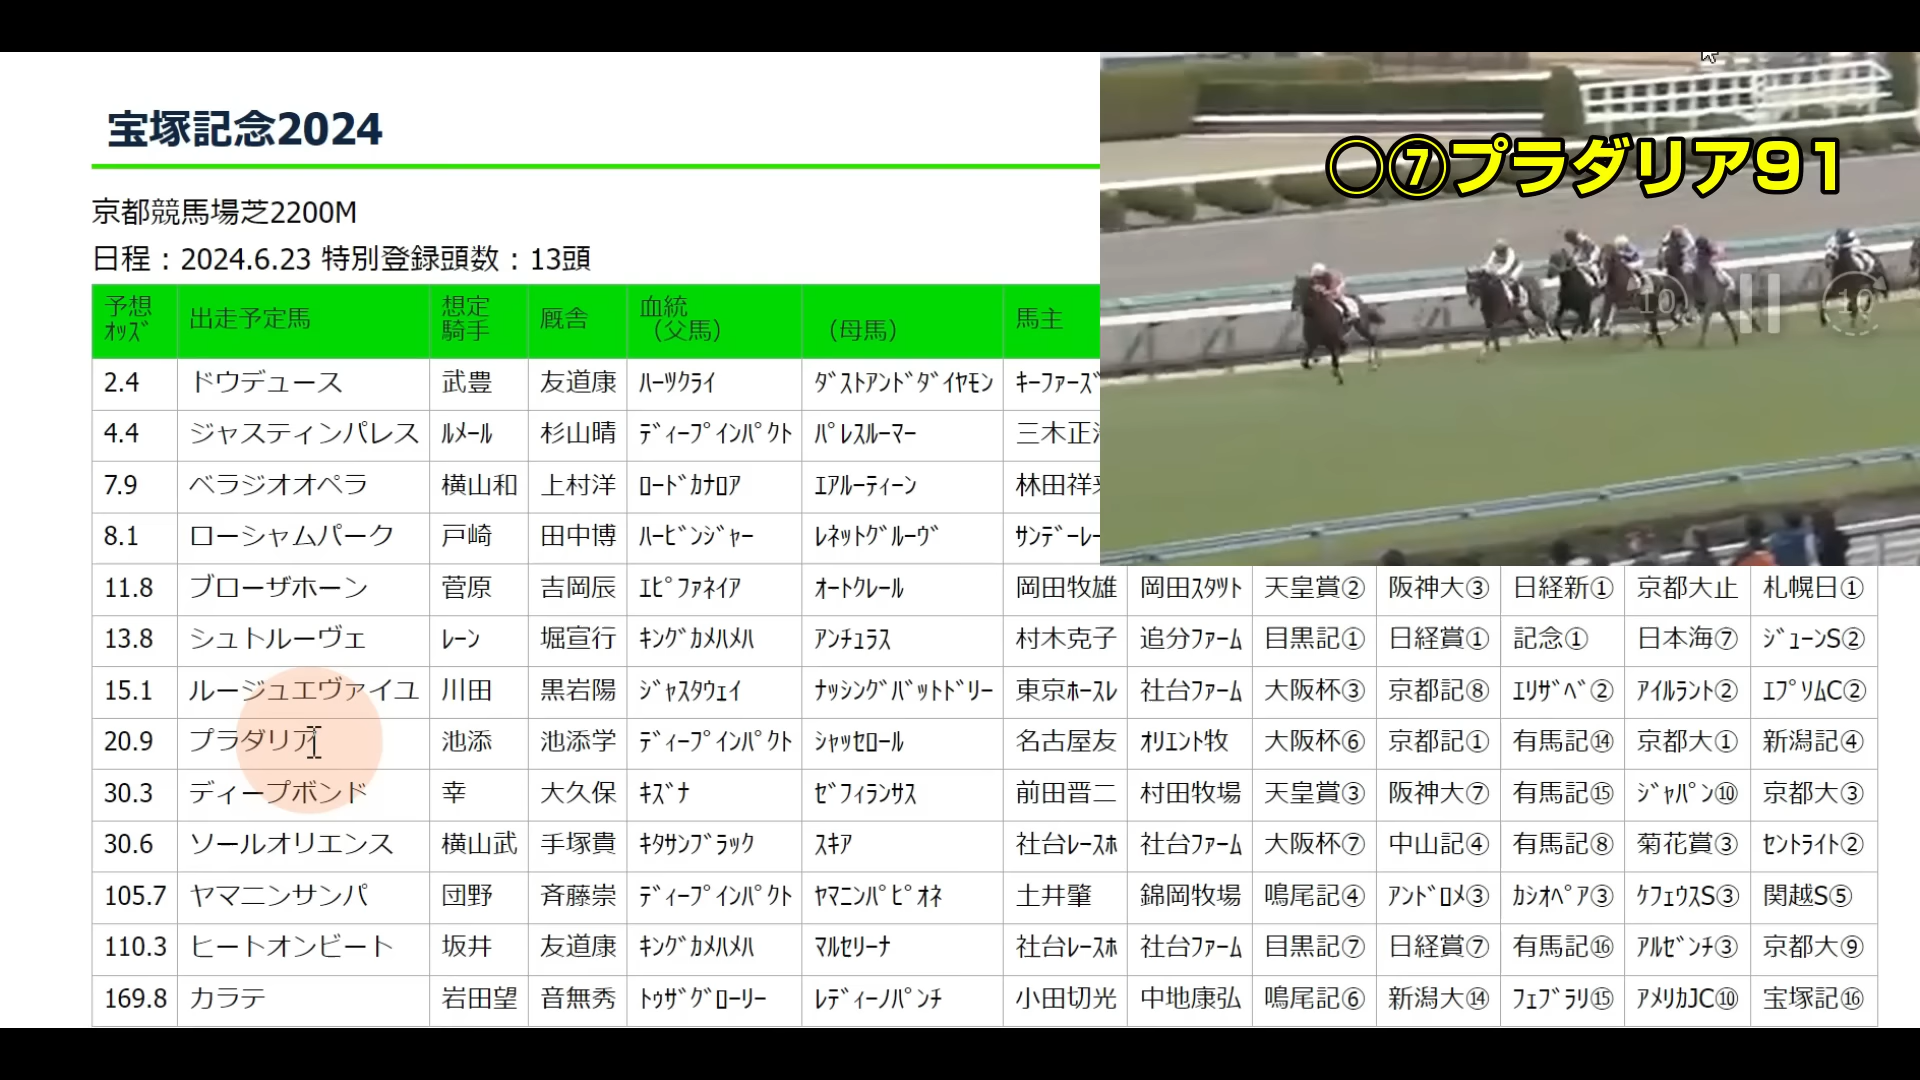 宝塚記念2024
○⑦プラダリア91
京都競馬場芝2200M
日程：2024.6.23 特別登録頭数：13頭
予想ｵｯｽﾞ 出走予定馬 想定騎手 厩舎 血統（父馬） （母馬） 馬主
2.4 ドウデュース 武豊 友道康 ﾊｰﾂｸﾗｲ ﾀﾞｽﾄｱﾝﾄﾞﾀﾞｲﾔﾓﾝ ｷｰﾌｧｰｽﾞ
4.4 ジャスティンパレス ﾙﾒｰﾙ 杉山晴 ﾃﾞｨｰﾌﾟｲﾝﾊﾟｸﾄ ﾊﾟﾚｽﾙｰﾏｰ 三木正
7.9 ベラジオオペラ 横山和 上村洋 ﾛｰﾄﾞｶﾅﾛｱ ｴｱﾙｰﾃｨｰﾝ 林田祥
8.1 ローシャムパーク 戸崎 田中博 ﾊｰﾋﾞﾝｼﾞｬｰ ﾚﾈｯﾄｸﾞﾙｰｳﾞ ｻﾝﾃﾞｰﾚｰ
11.8 ブローザホーン 菅原 吉岡辰 ｴﾋﾟﾌｧﾈｲｱ ｵｰﾄｸﾚｰﾙ 岡田牧雄 岡田ｽﾀﾂﾄ 天皇賞② 阪神大③ 日経新① 京都大止 札幌日①
13.8 シュトルーヴェ ﾚｰﾝ 堀宣行 ｷﾝｸﾞｶﾒﾊﾒﾊ ｱﾝﾁｭﾗｽ 村木克子 追分ﾌｧｰﾑ 目黒記① 日経賞① 記念① 日本海⑦ ｼﾞｭｰﾝS②
15.1 ルージュエヴァイユ 川田 黒岩陽 ｼﾞｬｽﾀｳｪｲ ﾅｯｼﾝｸﾞﾊﾞｯﾄﾄﾞﾘｰ 東京ﾎｰｽﾚ 社台ﾌｧｰﾑ 大阪杯③ 京都記⑧ ｴﾘｻﾞﾍﾞ② ｱｲﾙﾗﾝﾄ② ｴﾌﾟｿﾑC②
20.9 プラダリア 池添 池添学 ﾃﾞｨｰﾌﾟｲﾝﾊﾟｸﾄ ｼｬｯｾﾛｰﾙ 名古屋友 ｵﾘｴﾝﾄ牧 大阪杯⑥ 京都記① 有馬記⑭ 京都大① 新潟記④
30.3 ディープボンド 幸 大久保 ｷｽﾞﾅ ｾﾞﾌｨﾗﾝｻｽ 前田晋二 村田牧場 天皇賞③ 阪神大⑦ 有馬記⑮ ｼﾞｬﾊﾟﾝ⑩ 京都大③
30.6 ソールオリエンス 横山武 手塚貴 ｷﾀｻﾝﾌﾞﾗｯｸ ｽｷｱ 社台ﾚｰｽﾎ 社台ﾌｧｰﾑ 大阪杯⑦ 中山記④ 有馬記⑧ 菊花賞③ ｾﾝﾄﾗｲﾄ②
105.7 ヤマニンサンパ 団野 斉藤崇 ﾃﾞｨｰﾌﾟｲﾝﾊﾟｸﾄ ﾔﾏﾆﾝﾊﾟﾋﾟｵﾈ 土井肇 錦岡牧場 鳴尾記④ ｱﾝﾄﾞﾛﾒ③ ｶｼｵﾍﾟｱ③ ｹﾌｪｳｽS③ 関越S⑤
110.3 ヒートオンビート 坂井 友道康 ｷﾝｸﾞｶﾒﾊﾒﾊ ﾏﾙｾﾘｰﾅ 社台ﾚｰｽﾎ 社台ﾌｧｰﾑ 目黒記⑦ 日経賞⑦ 有馬記⑯ ｱﾙｾﾞﾝﾁ③ 京都大⑨
169.8 カラテ 岩田望 音無秀 ﾄｩｻﾞｸﾞﾛｰﾘｰ ﾚﾃﾞｨｰﾉﾊﾟﾝﾁ 小田切光 中地康弘 鳴尾記⑥ 新潟大⑭ ﾌｪﾌﾞﾗﾘ⑮ ｱﾒﾘｶJC⑩ 宝塚記⑯